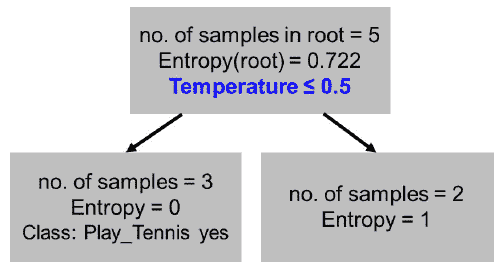 no. of samples in root = 5
Entropy(root) = 0.722
Temperature ≤ 0.5
no. of samples = 3
Entropy = 0
Class: Play_Tennis yes
no. of samples = 2
Entropy = 1